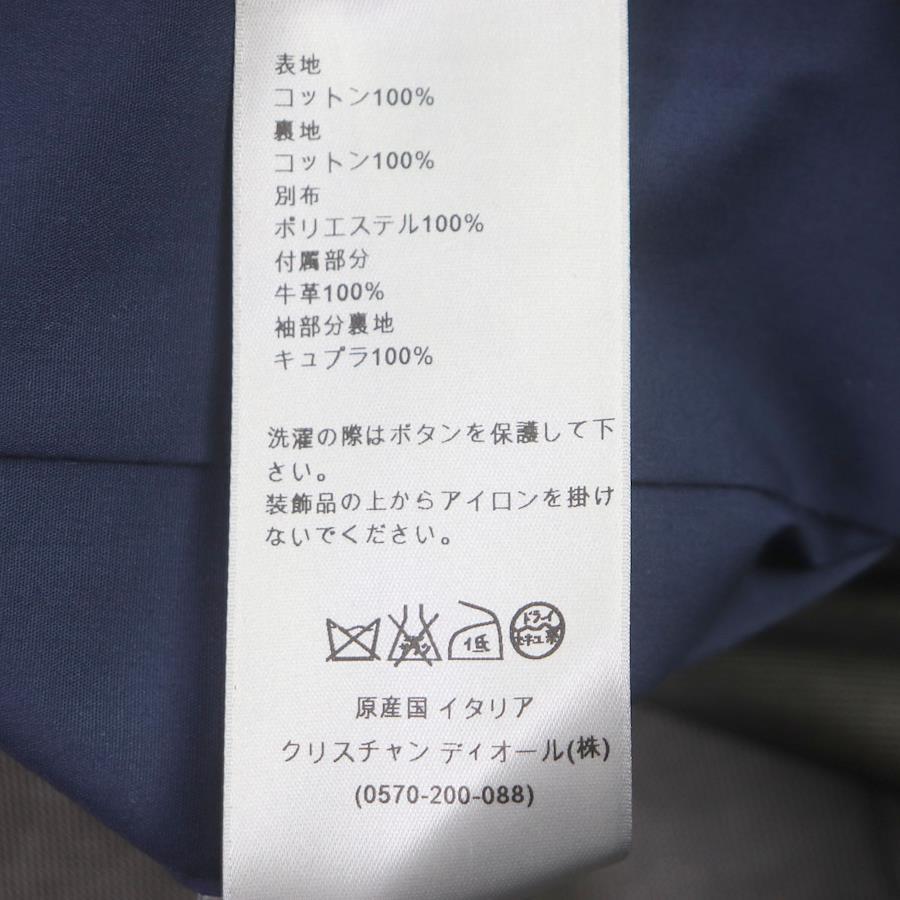 表地
コットン100%
裏地
コットン100%
別布
ポリエステル100%
付属部分
牛革100%
袖部分裏地
キュプラ100%
洗濯の際はボタンを保護して下
さい。
装飾品の上からアイロンを掛け
ないでください。
低 ドライ
原産国 イタリア
クリスチャン ディオール(株)
(0570-200-088)